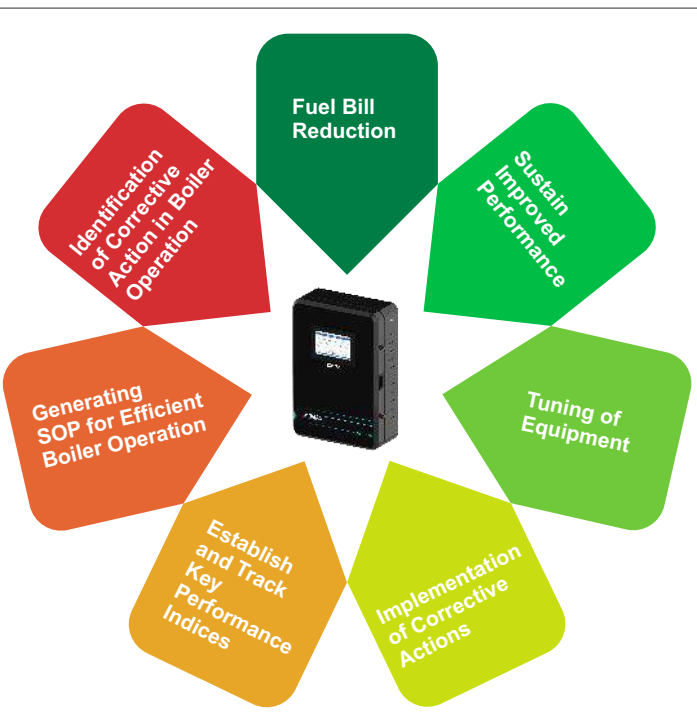 Fuel Bill
Reduction
Sustain
Improved
Performance
Tuning of
Equipment
Implementation
of Corrective
Actions
Establish
and Track
Key
Performance
Indices
Generating
SOP for Efficient
Boiler Operation
Identification
of Corrective
Action in Boiler
Operation